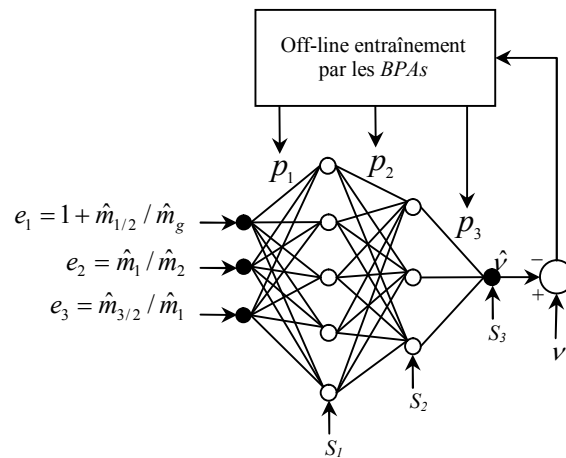 Off-line entraînement
par les BPAs
p₁
p₂
p₃
e₁ = 1 + m̂₁/₂ / m̂g
e₂ = m̂₁ / m̂₂
e₃ = m̂₃/₂ / m̂₁
ν̂
−
+
ν
S₃
S₂
S₁